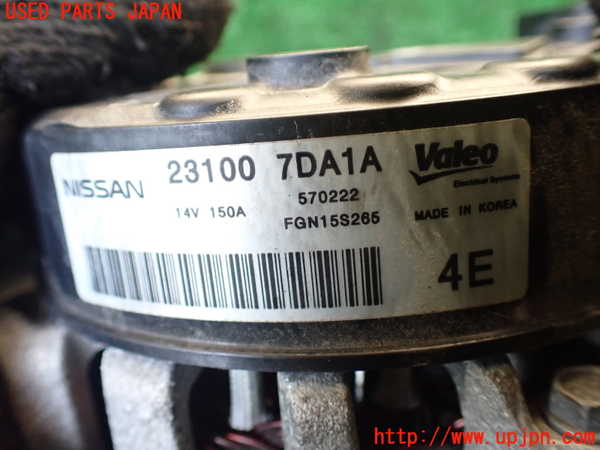 USED PARTS JAPAN
NISSAN 23100 7DA1A Valeo
570222 Electrical Systems
14V 150A FGN15S265 MADE IN KOREA
4E
http://www.upjpn.com/